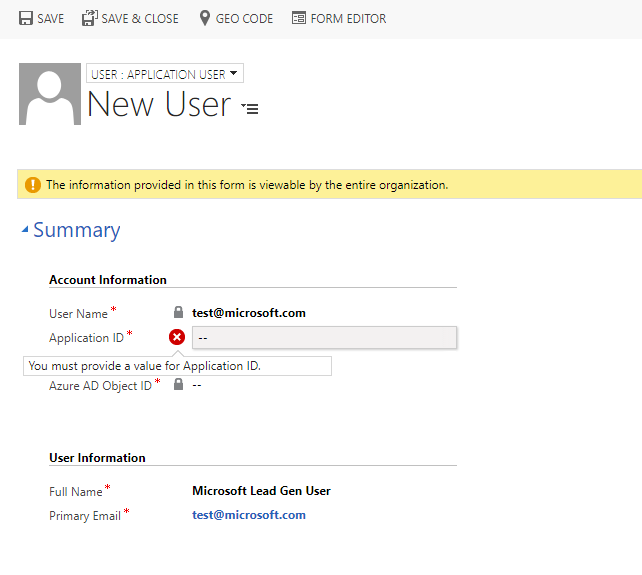 SAVE SAVE & CLOSE GEO CODE FORM EDITOR
USER : APPLICATION USER
New User
The information provided in this form is viewable by the entire organization.
Summary
Account Information
User Name * test@microsoft.com
Application ID * --
You must provide a value for Application ID.
Azure AD Object ID * --
User Information
Full Name * Microsoft Lead Gen User
Primary Email * test@microsoft.com